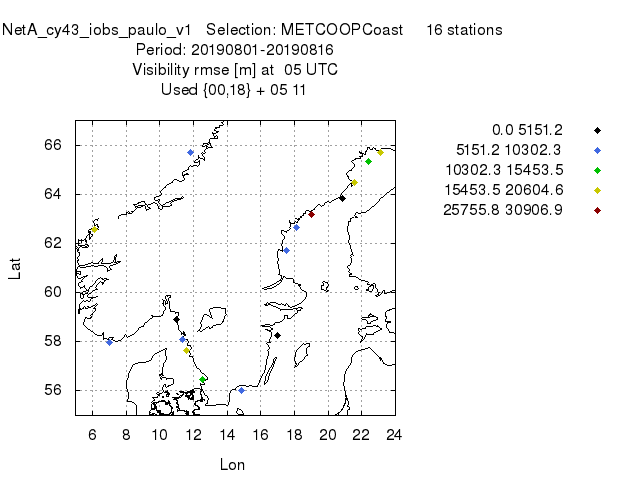 NetA_cy43_iobs_paulo_v1 Selection: METCOOPCoast 16 stations
Period: 20190801-20190816
Visibility rmse [m] at 05 UTC
Used {00,18} + 05 11
0.0 5151.2
5151.2 10302.3
10302.3 15453.5
15453.5 20604.6
25755.8 30906.9
66
64
62
60
58
56
Lat
6 8 10 12 14 16 18 20 22 24
Lon